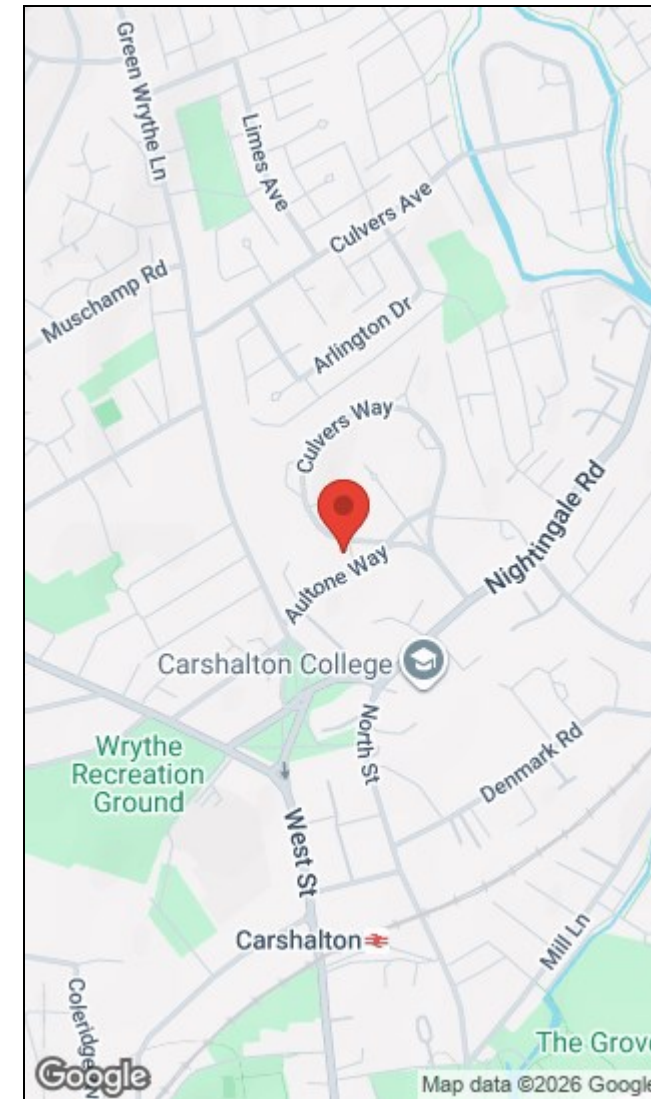 Green Wrythe Ln
Limes Ave
Culvers Ave
Muschamp Rd
Arlington Dr
Culvers Way
Nightingale Rd
Aultone Way
Carshalton College
North St
Wrythe
Recreation
Ground
Denmark Rd
West St
Carshalton
Mill Ln
Coleridge
The Grove
Google
Map data ©2026 Google